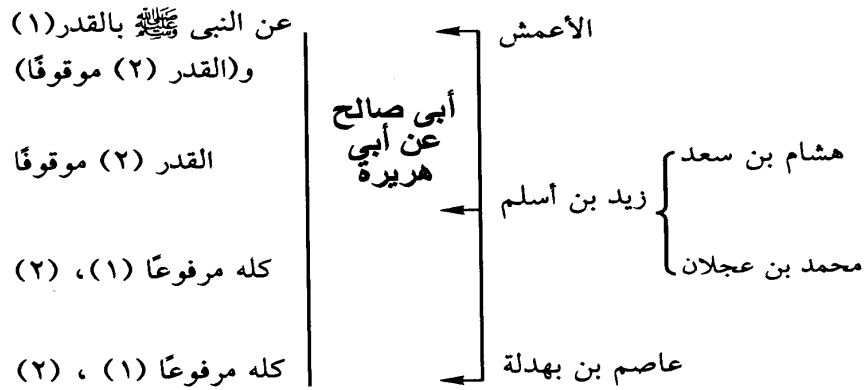 الأعمش
عن النبى ﷺ بالقدر(١)
و(القدر (٢) موقوفًا)
أبى صالح
عن أبي
هريرة
هشام بن سعد
القدر (٢) موقوفًا
زيد بن أسلم
محمد بن عجلان
كله مرفوعًا (١)، (٢)
عاصم بن بهدلة
كله مرفوعًا (١) ، (٢)